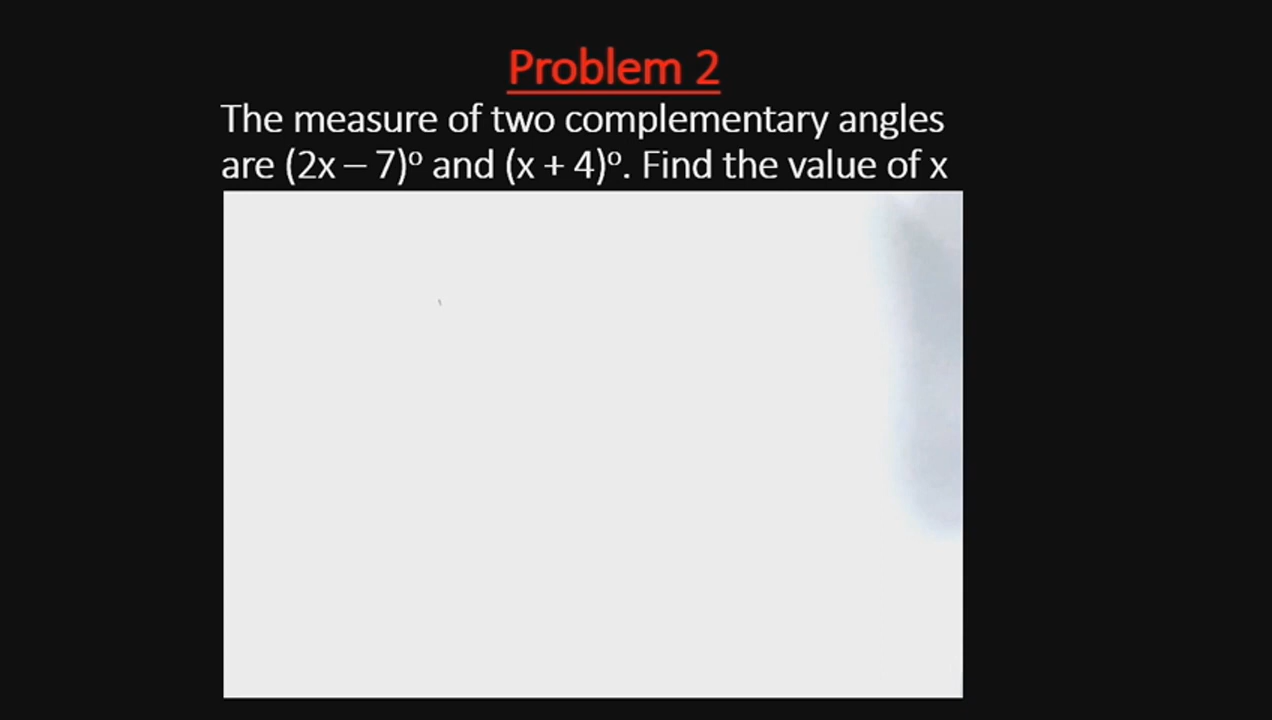 Problem 2
The measure of two complementary angles
are (2x – 7)º and (x + 4)º. Find the value of x